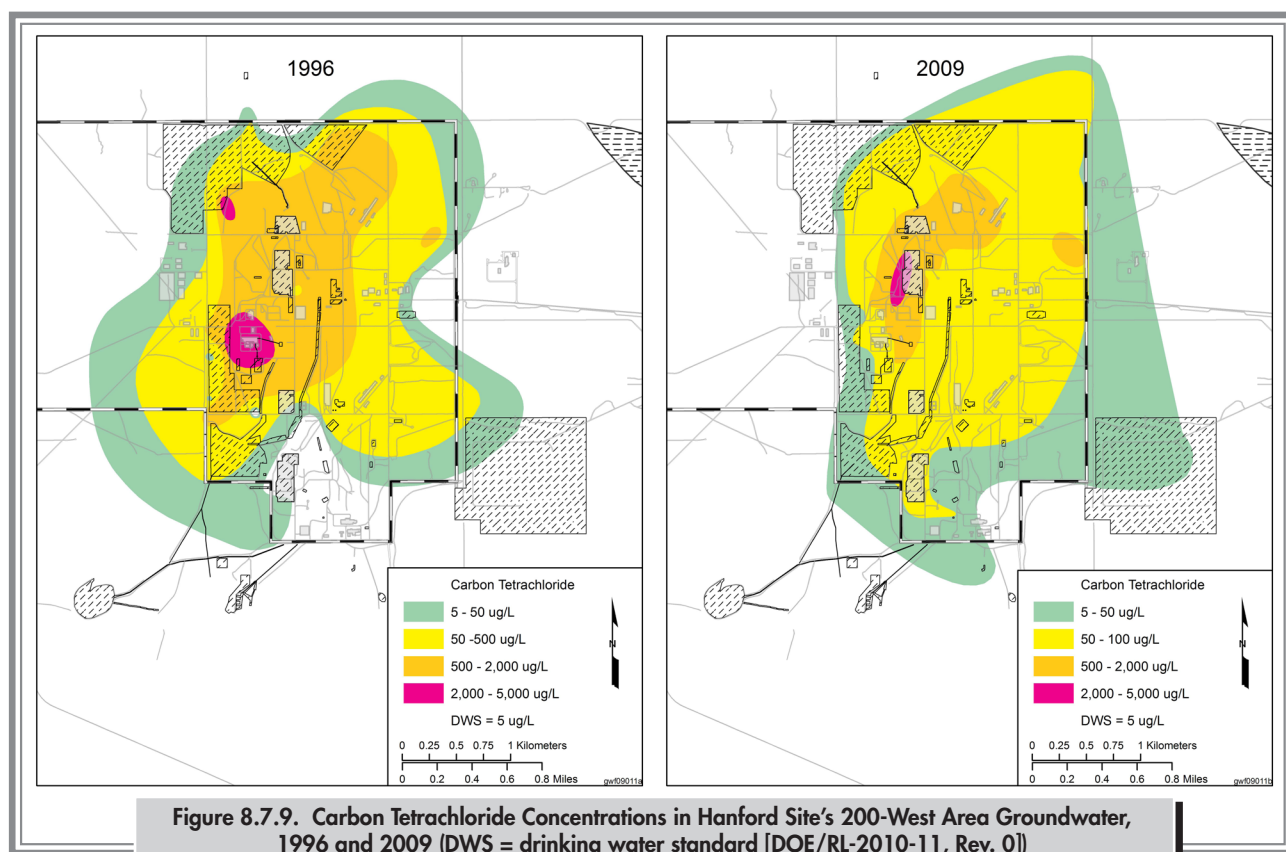 1996
N
Carbon Tetrachloride
5 - 50 ug/L
50 -500 ug/L
500 - 2,000 ug/L
2,000 - 5,000 ug/L
DWS = 5 ug/L
0 0.25 0.5 0.75 1 Kilometers
0 0.2 0.4 0.6 0.8 Miles
gwf09011a
2009
N
Carbon Tetrachloride
5 - 50 ug/L
50 - 100 ug/L
500 - 2,000 ug/L
2,000 - 5,000 ug/L
DWS = 5 ug/L
0 0.25 0.5 0.75 1 Kilometers
0 0.2 0.4 0.6 0.8 Miles
gwf09011b
Figure 8.7.9. Carbon Tetrachloride Concentrations in Hanford Site's 200-West Area Groundwater,
1996 and 2009 (DWS = drinking water standard [DOE/RL-2010-11, Rev. 0])